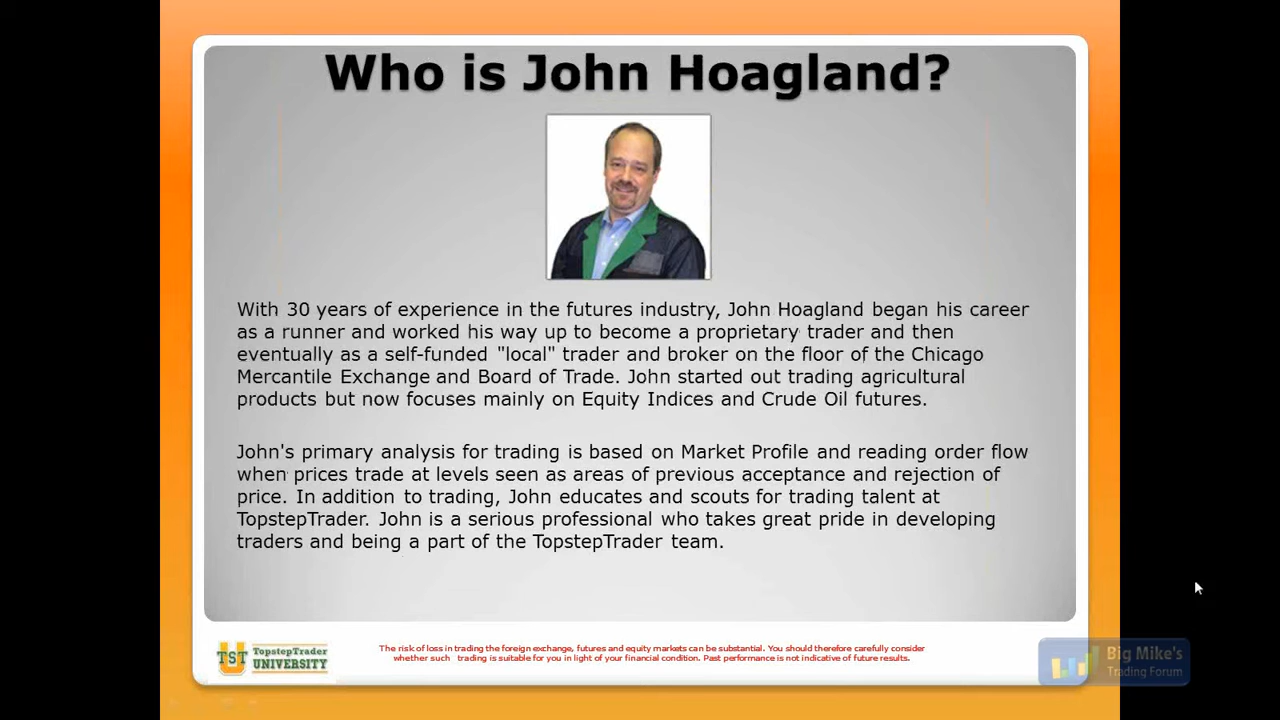 Who is John Hoagland?
With 30 years of experience in the futures industry, John Hoagland began his career
as a runner and worked his way up to become a proprietary trader and then
eventually as a self-funded "local" trader and broker on the floor of the Chicago
Mercantile Exchange and Board of Trade. John started out trading agricultural
products but now focuses mainly on Equity Indices and Crude Oil futures.
John's primary analysis for trading is based on Market Profile and reading order flow
when prices trade at levels seen as areas of previous acceptance and rejection of
price. In addition to trading, John educates and scouts for trading talent at
TopstepTrader. John is a serious professional who takes great pride in developing
traders and being a part of the TopstepTrader team.
TST TopstepTrader
UNIVERSITY
The risk of loss in trading the foreign exchange, futures and equity markets can be substantial. You should therefore carefully consider
whether such trading is suitable for you in light of your financial condition. Past performance is not indicative of future results.
Big Mike's
Trading Forum